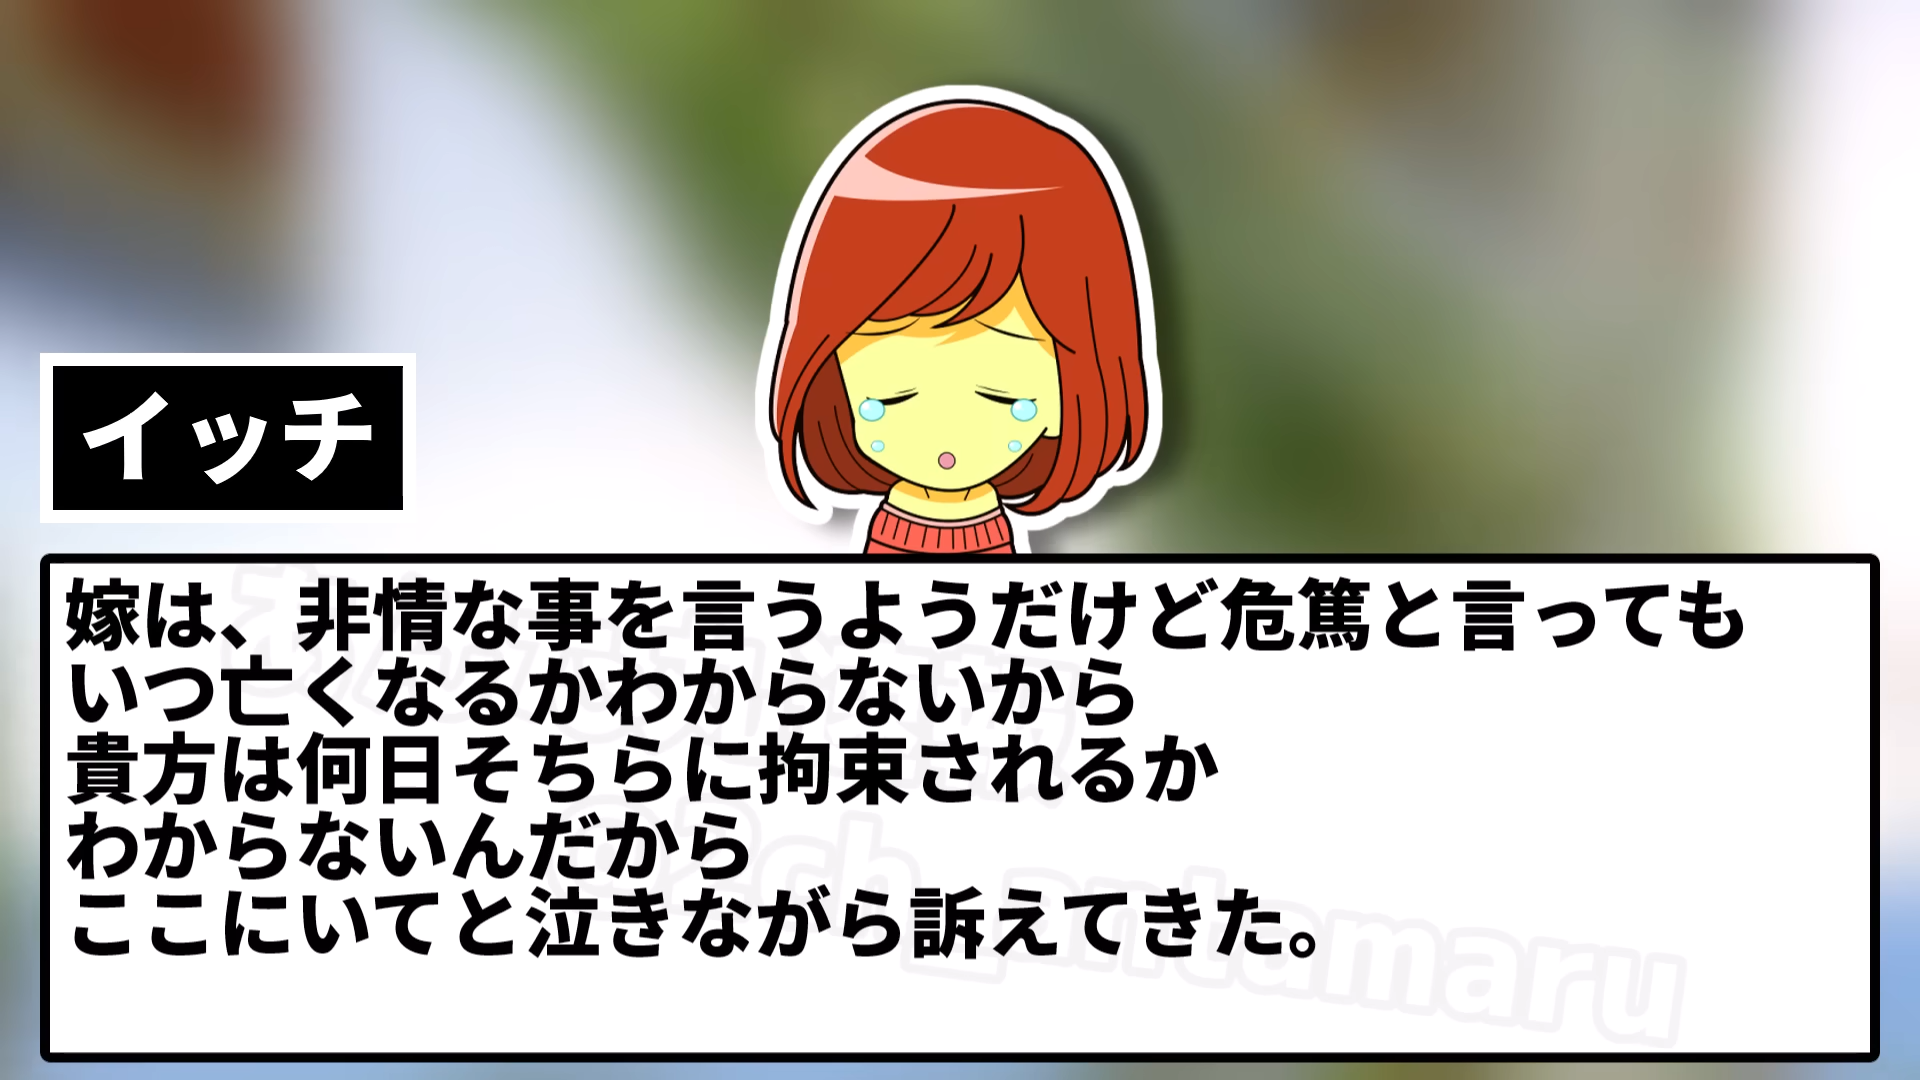 イッチ
嫁は、非情な事を言うようだけど危篤と言っても
いつ亡くなるかわからないから
貴方は何日そちらに拘束されるか
わからないんだから
ここにいてと泣きながら訴えてきた。